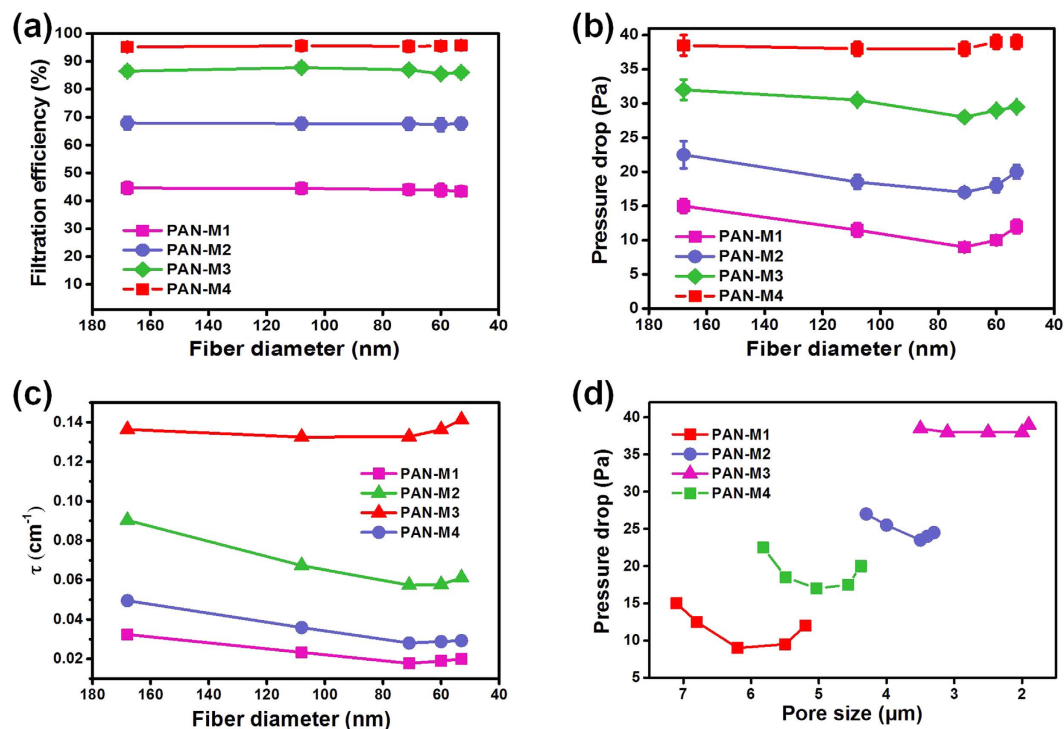 (a)
Filtration efficiency (%)
100
90
80
70
60
50
40
30
20
10
PAN-M1
PAN-M2
PAN-M3
PAN-M4
180 160 140 120 100 80 60 40
Fiber diameter (nm)
(b)
Pressure drop (Pa)
40
35
30
25
20
15
10
5
0
PAN-M1
PAN-M2
PAN-M3
PAN-M4
180 160 140 120 100 80 60 40
Fiber diameter (nm)
(c)
τ (cm⁻¹)
0.14
0.12
0.10
0.08
0.06
0.04
0.02
PAN-M1
PAN-M2
PAN-M3
PAN-M4
180 160 140 120 100 80 60 40
Fiber diameter (nm)
(d)
Pressure drop (Pa)
40
35
30
25
20
15
10
5
PAN-M1
PAN-M2
PAN-M3
PAN-M4
7 6 5 4 3 2
Pore size (μm)